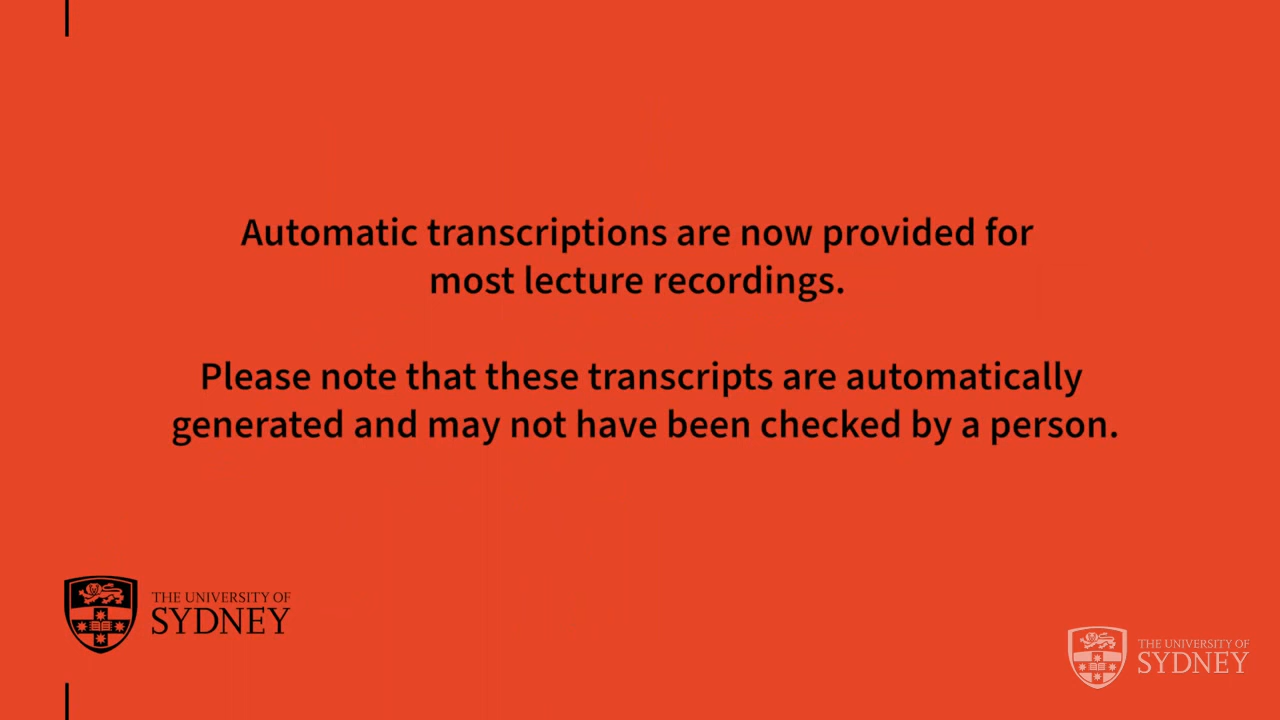 Automatic transcriptions are now provided for
most lecture recordings.
Please note that these transcripts are automatically
generated and may not have been checked by a person.
THE UNIVERSITY OF
SYDNEY
THE UNIVERSITY OF
SYDNEY